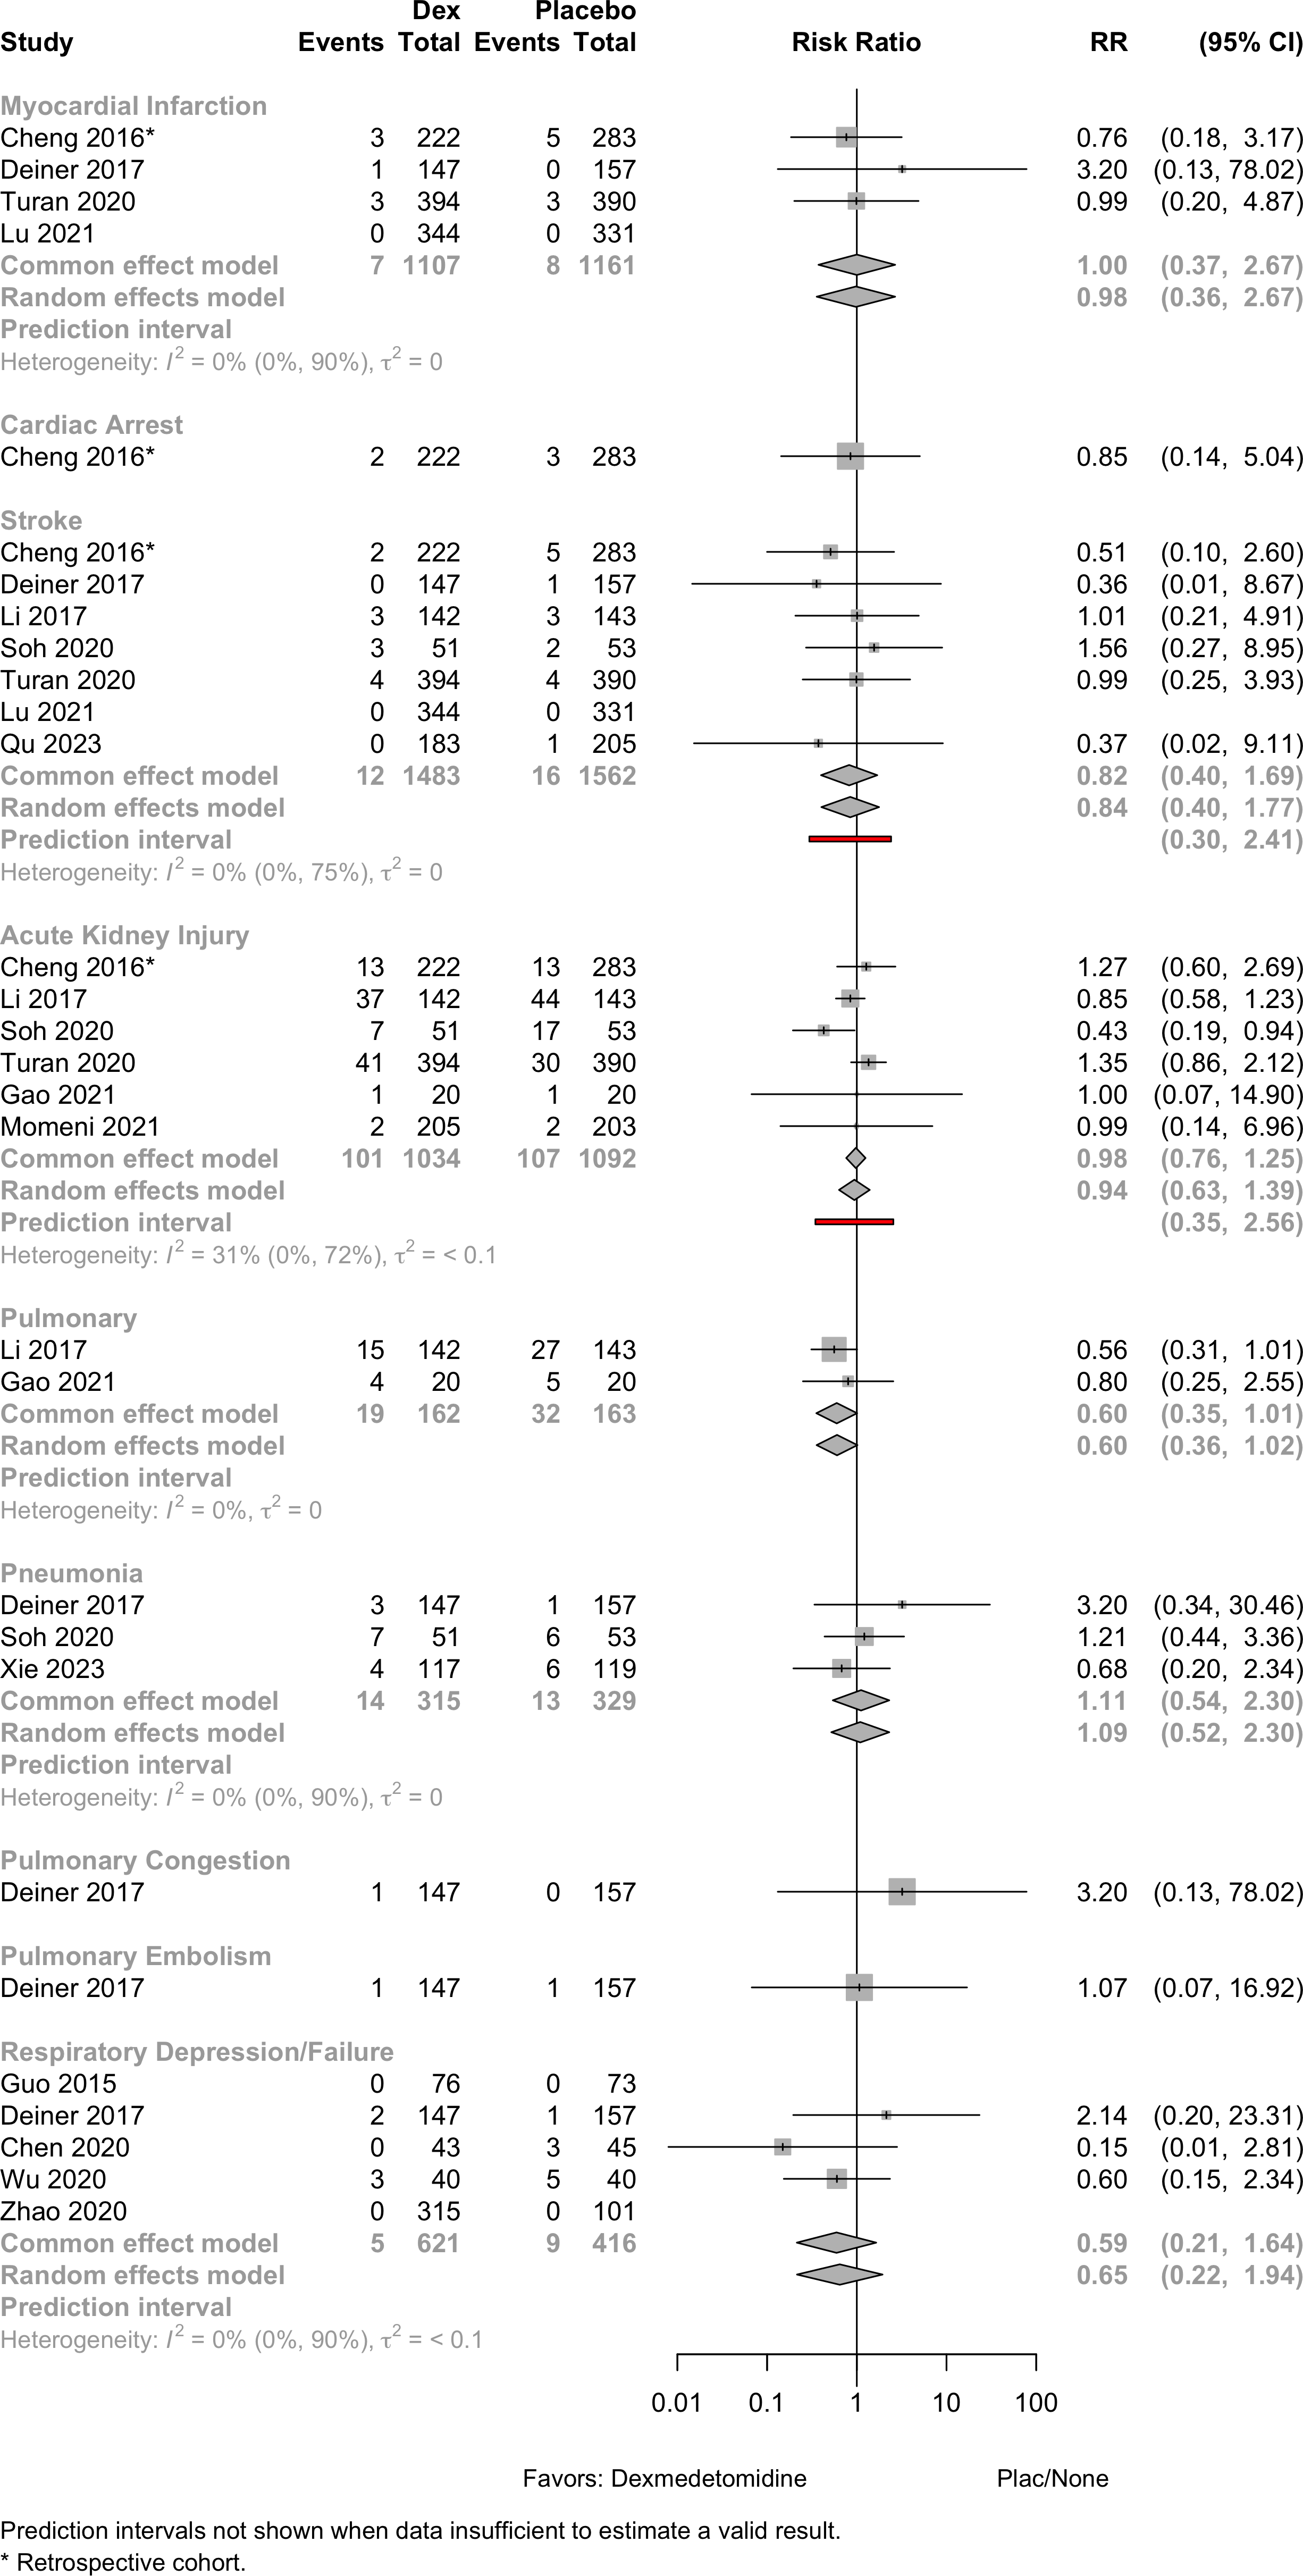 Dex Placebo
Study Events Total Events Total Risk Ratio RR (95% CI)
Myocardial Infarction
Cheng 2016* 3 222 5 283 0.76 (0.18, 3.17)
Deiner 2017 1 147 0 157 3.20 (0.13, 78.02)
Turan 2020 3 394 3 390 0.99 (0.20, 4.87)
Lu 2021 0 344 0 331
Common effect model 7 1107 8 1161 1.00 (0.37, 2.67)
Random effects model 0.98 (0.36, 2.67)
Prediction interval
Heterogeneity: I² = 0% (0%, 90%), τ² = 0
Cardiac Arrest
Cheng 2016* 2 222 3 283 0.85 (0.14, 5.04)
Stroke
Cheng 2016* 2 222 5 283 0.51 (0.10, 2.60)
Deiner 2017 0 147 1 157 0.36 (0.01, 8.67)
Li 2017 3 142 3 143 1.01 (0.21, 4.91)
Soh 2020 3 51 2 53 1.56 (0.27, 8.95)
Turan 2020 4 394 4 390 0.99 (0.25, 3.93)
Lu 2021 0 344 0 331
Qu 2023 0 183 1 205 0.37 (0.02, 9.11)
Common effect model 12 1483 16 1562 0.82 (0.40, 1.69)
Random effects model 0.84 (0.40, 1.77)
Prediction interval (0.30, 2.41)
Heterogeneity: I² = 0% (0%, 75%), τ² = 0
Acute Kidney Injury
Cheng 2016* 13 222 13 283 1.27 (0.60, 2.69)
Li 2017 37 142 44 143 0.85 (0.58, 1.23)
Soh 2020 7 51 17 53 0.43 (0.19, 0.94)
Turan 2020 41 394 30 390 1.35 (0.86, 2.12)
Gao 2021 1 20 1 20 1.00 (0.07, 14.90)
Momeni 2021 2 205 2 203 0.99 (0.14, 6.96)
Common effect model 101 1034 107 1092 0.98 (0.76, 1.25)
Random effects model 0.94 (0.63, 1.39)
Prediction interval (0.35, 2.56)
Heterogeneity: I² = 31% (0%, 72%), τ² = < 0.1
Pulmonary
Li 2017 15 142 27 143 0.56 (0.31, 1.01)
Gao 2021 4 20 5 20 0.80 (0.25, 2.55)
Common effect model 19 162 32 163 0.60 (0.35, 1.01)
Random effects model 0.60 (0.36, 1.02)
Prediction interval
Heterogeneity: I² = 0%, τ² = 0
Pneumonia
Deiner 2017 3 147 1 157 3.20 (0.34, 30.46)
Soh 2020 7 51 6 53 1.21 (0.44, 3.36)
Xie 2023 4 117 6 119 0.68 (0.20, 2.34)
Common effect model 14 315 13 329 1.11 (0.54, 2.30)
Random effects model 1.09 (0.52, 2.30)
Prediction interval
Heterogeneity: I² = 0% (0%, 90%), τ² = 0
Pulmonary Congestion
Deiner 2017 1 147 0 157 3.20 (0.13, 78.02)
Pulmonary Embolism
Deiner 2017 1 147 1 157 1.07 (0.07, 16.92)
Respiratory Depression/Failure
Guo 2015 0 76 0 73
Deiner 2017 2 147 1 157 2.14 (0.20, 23.31)
Chen 2020 0 43 3 45 0.15 (0.01, 2.81)
Wu 2020 3 40 5 40 0.60 (0.15, 2.34)
Zhao 2020 0 315 0 101
Common effect model 5 621 9 416 0.59 (0.21, 1.64)
Random effects model 0.65 (0.22, 1.94)
Prediction interval
Heterogeneity: I² = 0% (0%, 90%), τ² = < 0.1
0.01 0.1 1 10 100
Favors: Dexmedetomidine Plac/None
Prediction intervals not shown when data insufficient to estimate a valid result.
* Retrospective cohort.